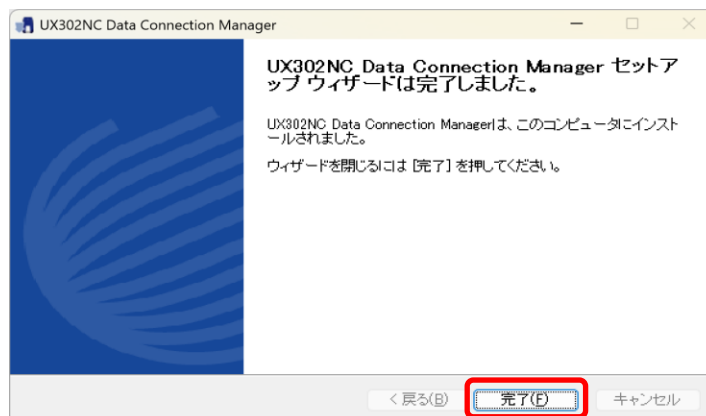 UX302NC Data Connection Manager
UX302NC Data Connection Manager セットア
ップ ウィザードは完了しました。
UX302NC Data Connection Managerは、このコンピュータにインスト
ールされました。
ウィザードを閉じるには [完了] を押してください。
< 戻る(B)
完了(F)
キャンセル